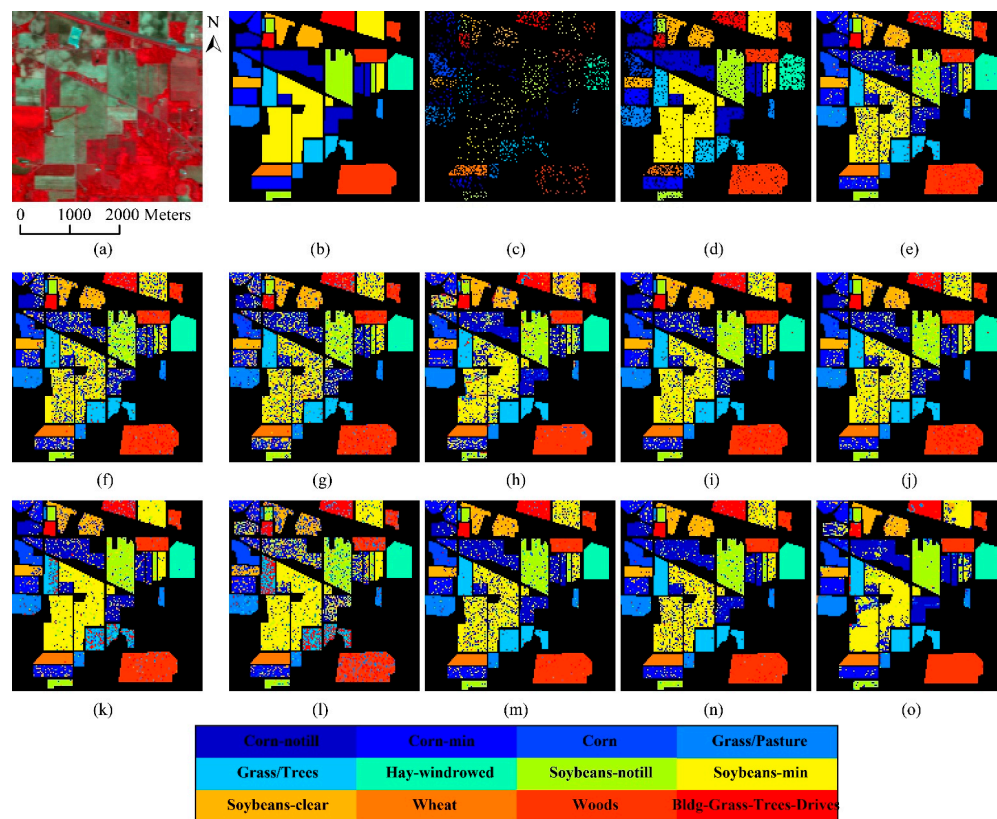 N
0 1000 2000 Meters
(a) (b) (c) (d) (e)
(f) (g) (h) (i) (j)
(k) (l) (m) (n) (o)
Corn-notill Corn-min Corn Grass/Pasture
Grass/Trees Hay-windrowed Soybeans-notill Soybeans-min
Soybeans-clear Wheat Woods Bldg-Grass-Trees-Drives